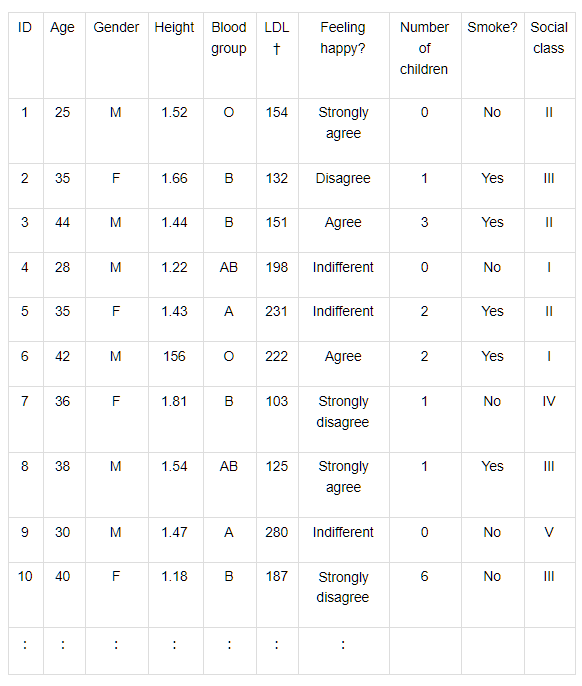 ID Age Gender Height Blood group LDL † Feeling happy? Number of children Smoke? Social class
1 25 M 1.52 O 154 Strongly agree 0 No II
2 35 F 1.66 B 132 Disagree 1 Yes III
3 44 M 1.44 B 151 Agree 3 Yes II
4 28 M 1.22 AB 198 Indifferent 0 No I
5 35 F 1.43 A 231 Indifferent 2 Yes II
6 42 M 156 O 222 Agree 2 Yes I
7 36 F 1.81 B 103 Strongly disagree 1 No IV
8 38 M 1.54 AB 125 Strongly agree 1 Yes III
9 30 M 1.47 A 280 Indifferent 0 No V
10 40 F 1.18 B 187 Strongly disagree 6 No III
: : : : : : :